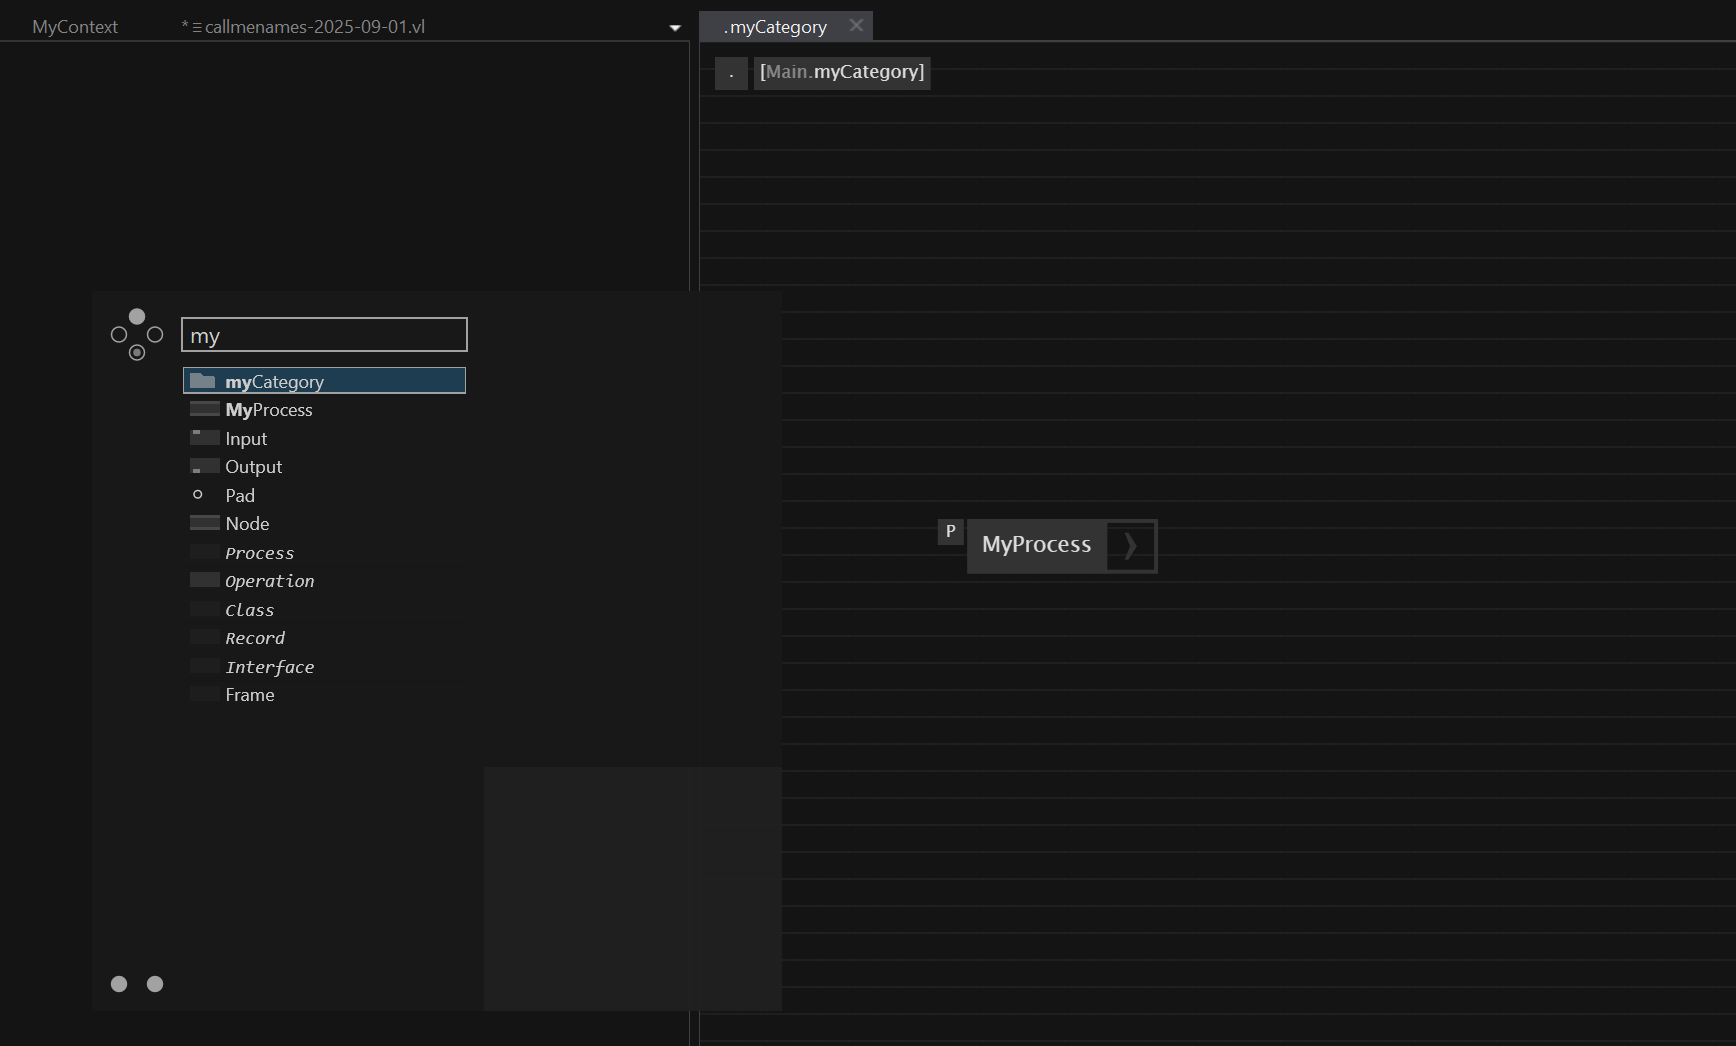 MyContext
* ≡ callmenames-2025-09-01.vl
.myCategory
. [Main.myCategory]
my
myCategory
MyProcess
Input
Output
Pad
Node
Process
Operation
Class
Record
Interface
Frame
P MyProcess